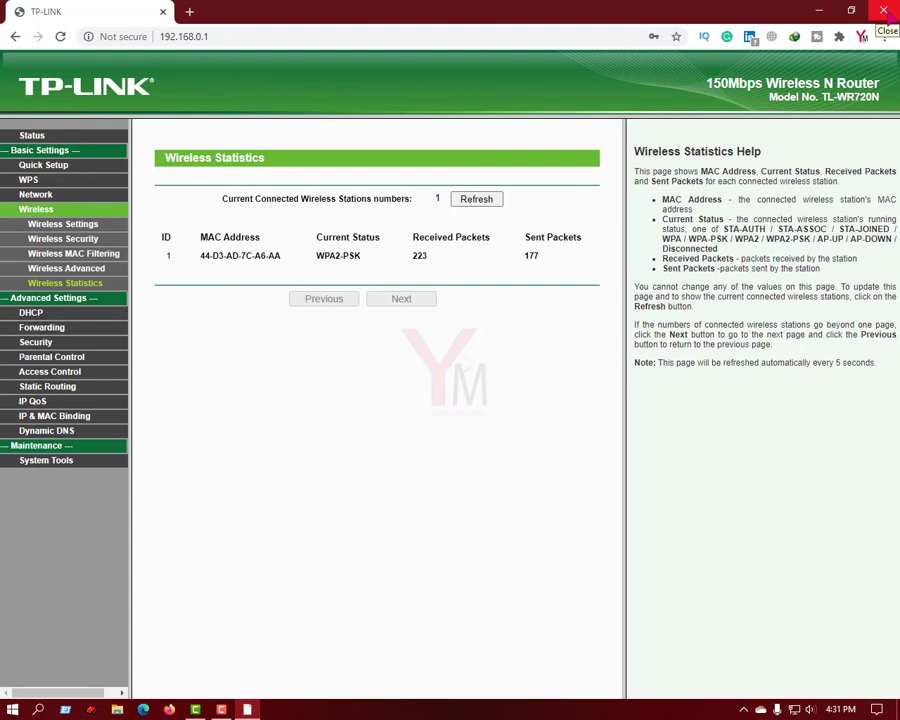 TP-LINK
Not secure | 192.168.0.1
Close
TP-LINK®
150Mbps Wireless N Router
Model No. TL-WR720N
Status
--- Basic Settings ---
Quick Setup
WPS
Network
Wireless
Wireless Settings
Wireless Security
Wireless MAC Filtering
Wireless Advanced
Wireless Statistics
--- Advanced Settings ---
DHCP
Forwarding
Security
Parental Control
Access Control
Static Routing
IP QoS
IP & MAC Binding
Dynamic DNS
--- Maintenance ---
System Tools
Wireless Statistics
Current Connected Wireless Stations numbers: 1 Refresh
ID MAC Address Current Status Received Packets Sent Packets
1 44-D3-AD-7C-A6-AA WPA2-PSK 223 177
Previous Next
YM
Wireless Statistics Help
This page shows MAC Address, Current Status, Received Packets
and Sent Packets for each connected wireless station.
• MAC Address - the connected wireless station's MAC
address
• Current Status - the connected wireless station's running
status, one of STA-AUTH / STA-ASSOC / STA-JOINED /
WPA / WPA-PSK / WPA2 / WPA2-PSK / AP-UP / AP-DOWN /
Disconnected
• Received Packets - packets received by the station
• Sent Packets -packets sent by the station
You cannot change any of the values on this page. To update this
page and to show the current connected wireless stations, click on the
Refresh button.
If the numbers of connected wireless stations go beyond one page,
click the Next button to go to the next page and click the Previous
button to return to the previous page.
Note: This page will be refreshed automatically every 5 seconds.
4:31 PM